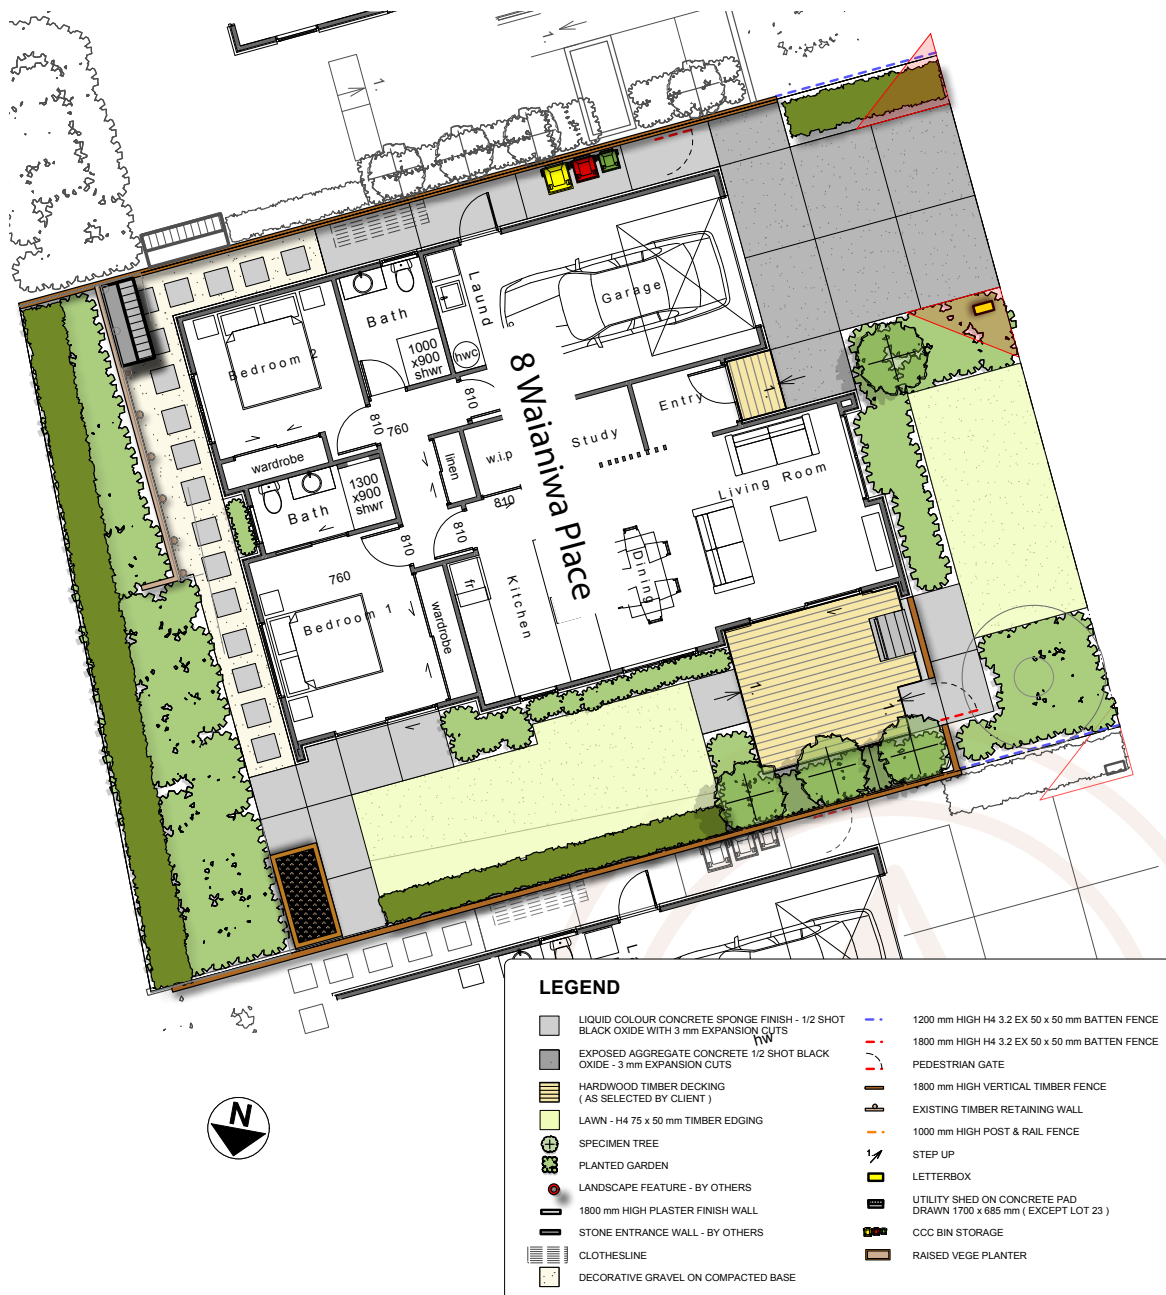 Garage
Laund
Bath
1000
x900
shwr
hwc
Bedroom 2
8 Waianiwa Place
810
810
760
Entry
Study
w.i.p
linen
wardrobe
Living Room
1300
x900
shwr
Bath
810
810
810
Dining
760
fr
Kitchen
Bedroom 1
wardrobe
1.
1.
1.
1.
1.
N
LEGEND
LIQUID COLOUR CONCRETE SPONGE FINISH - 1/2 SHOT
BLACK OXIDE WITH 3 mm EXPANSION CUTS
hw
EXPOSED AGGREGATE CONCRETE 1/2 SHOT BLACK
OXIDE - 3 mm EXPANSION CUTS
HARDWOOD TIMBER DECKING
( AS SELECTED BY CLIENT )
LAWN - H4 75 x 50 mm TIMBER EDGING
SPECIMEN TREE
PLANTED GARDEN
LANDSCAPE FEATURE - BY OTHERS
1800 mm HIGH PLASTER FINISH WALL
STONE ENTRANCE WALL - BY OTHERS
CLOTHESLINE
DECORATIVE GRAVEL ON COMPACTED BASE
1200 mm HIGH H4 3.2 EX 50 x 50 mm BATTEN FENCE
1800 mm HIGH H4 3.2 EX 50 x 50 mm BATTEN FENCE
PEDESTRIAN GATE
1800 mm HIGH VERTICAL TIMBER FENCE
EXISTING TIMBER RETAINING WALL
1000 mm HIGH POST & RAIL FENCE
1
STEP UP
LETTERBOX
UTILITY SHED ON CONCRETE PAD
DRAWN 1700 x 685 mm ( EXCEPT LOT 23 )
CCC BIN STORAGE
RAISED VEGE PLANTER